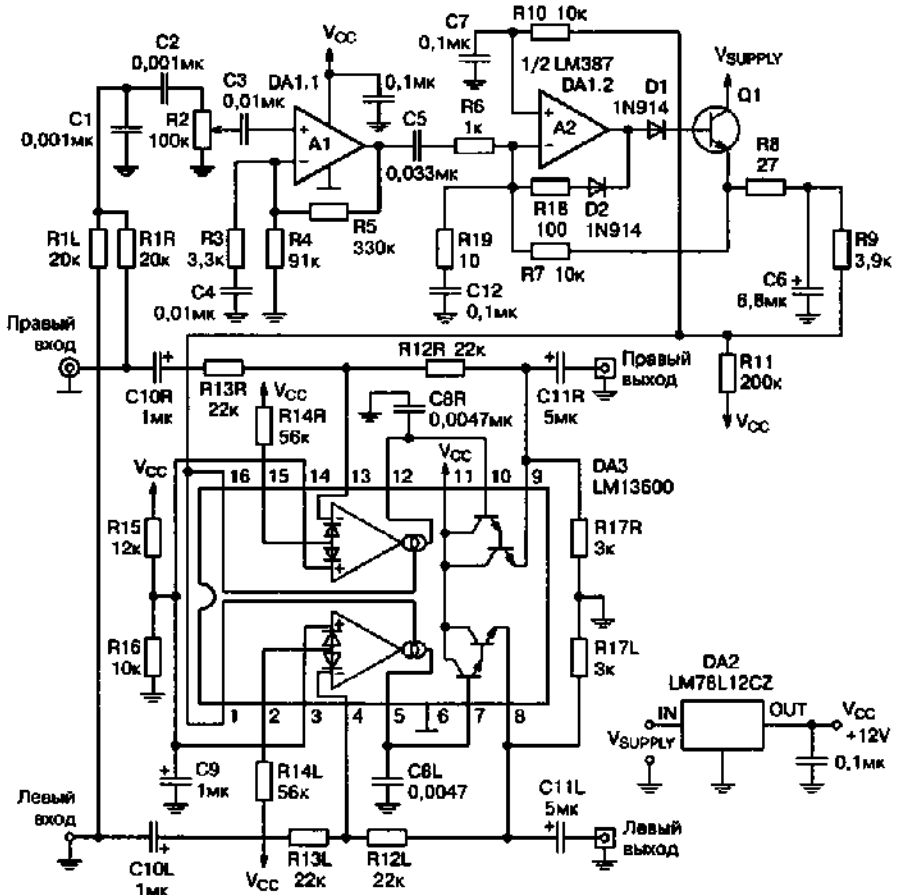 C7
0,1мк
R10 10к
VCC
C2
0,001мк
C3
0,01мк
DA1.1
0,1мк
1/2 LM387
DA1.2
D1
1N914
VSUPPLY
Q1
C1
0,001мк
R2
100к
A1
C5
0,033мк
R6
1к
A2
R8
27
R1L
20к
R1R
20к
R3
3,3к
R4
91к
R5
330к
R18
100
D2
1N914
R19
10
R7 10к
R9
3,9к
C4
0,01мк
C12
0,1мк
C6
6,8мк
Правый
вход
R12R 22к
Правый
выход
R11
200к
C10R
1мк
R13R
22к
VCC
R14R
56к
C8R
0,0047мк
C11R
5мк
VCC
VCC
VCC
16 15 14 13 12 11 10 9
DA3
LM13600
R15
12к
R17R
3к
R16
10к
R17L
3к
DA2
LM78L12CZ
1 2 3 4 5 6 7 8
IN
OUT
VCC
+12V
VSUPPLY
0,1мк
C9
1мк
R14L
56к
C8L
0,0047
C11L
5мк
Левый
вход
Левый
выход
C10L
1мк
VCC
R13L
22к
R12L
22к